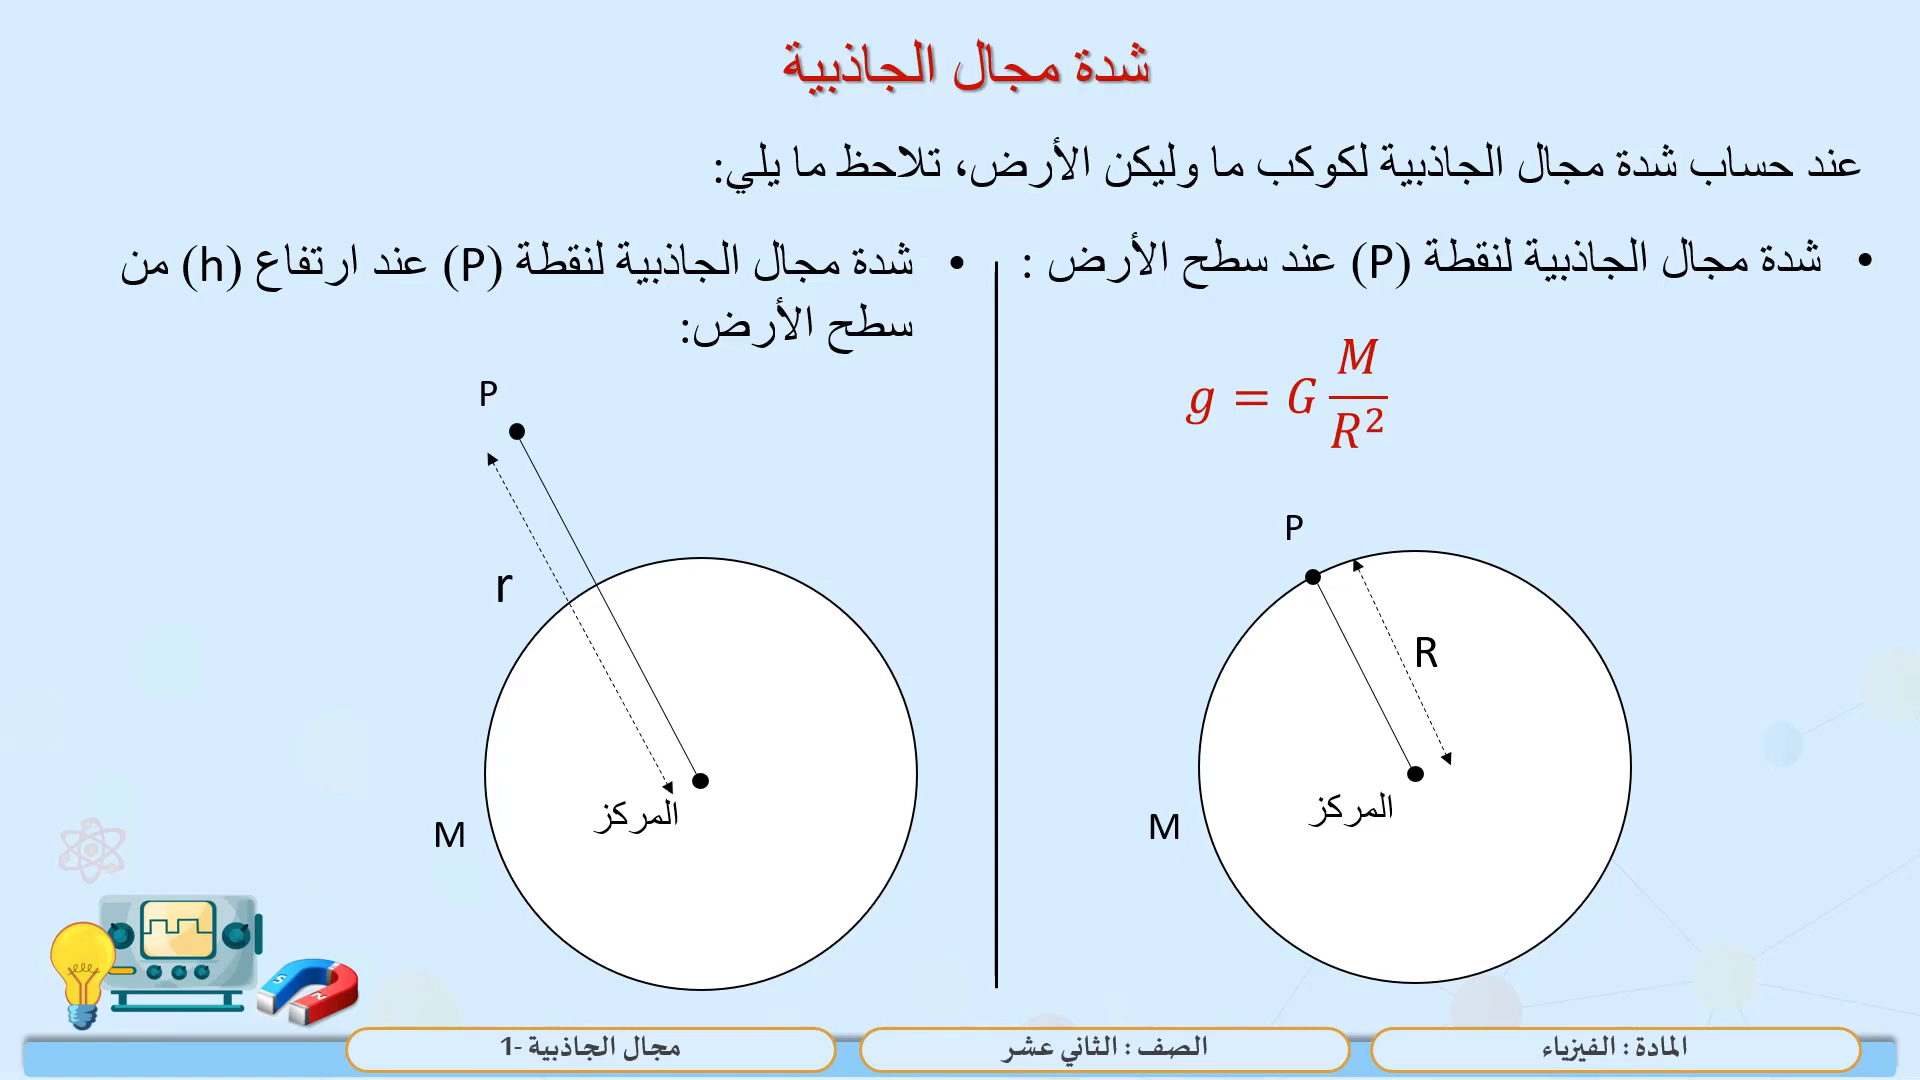 شدة مجال الجاذبية
عند حساب شدة مجال الجاذبية لكوكب ما وليكن الأرض، تلاحظ ما يلي:
• شدة مجال الجاذبية لنقطة (P) عند سطح الأرض :
g = G M/R²
P
R
المركز
M
• شدة مجال الجاذبية لنقطة (P) عند ارتفاع (h) من
سطح الأرض:
P
r
المركز
M
S
N
المادة : الفيزياء
الصف : الثاني عشر
مجال الجاذبية -1